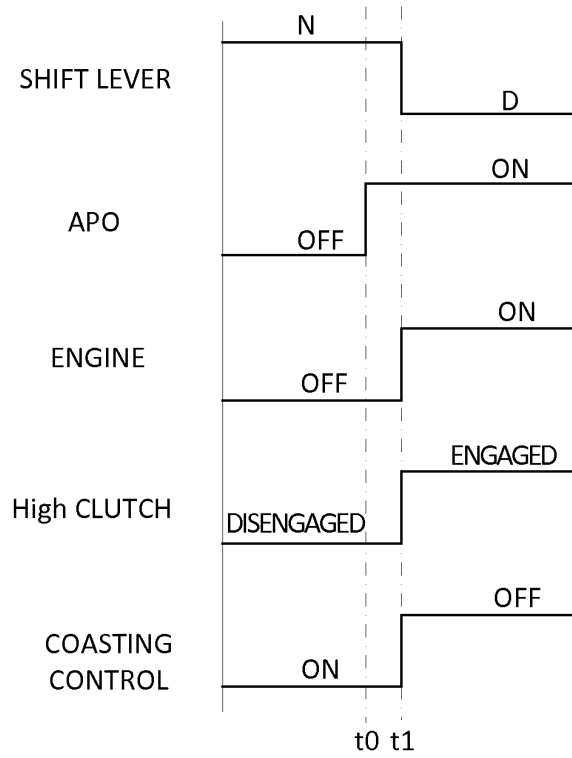 N
SHIFT LEVER
D
ON
APO
OFF
ON
ENGINE
OFF
ENGAGED
High CLUTCH
DISENGAGED
OFF
COASTING
CONTROL
ON
t0 t1